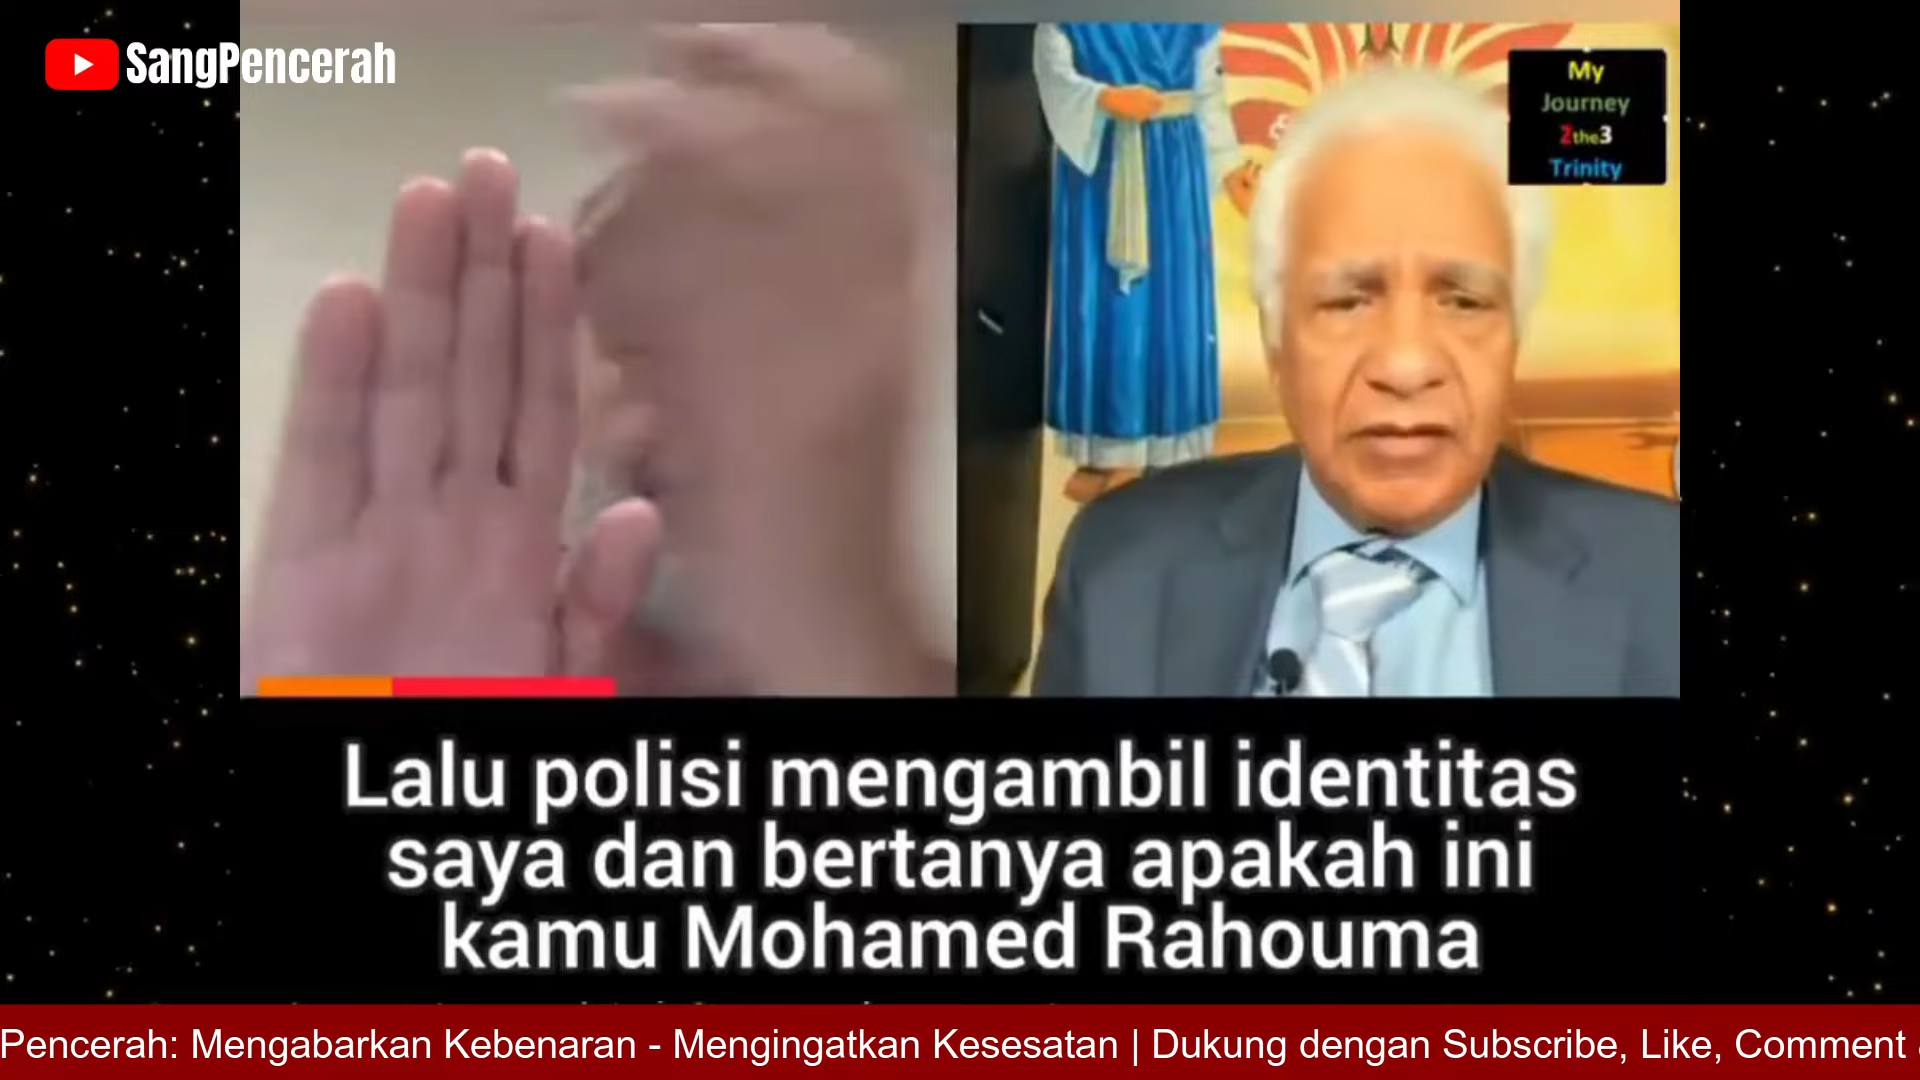 SangPencerah
My
Journey
2the3
Trinity
Lalu polisi mengambil identitas
saya dan bertanya apakah ini
kamu Mohamed Rahouma
Pencerah: Mengabarkan Kebenaran - Mengingatkan Kesesatan | Dukung dengan Subscribe, Like, Comment